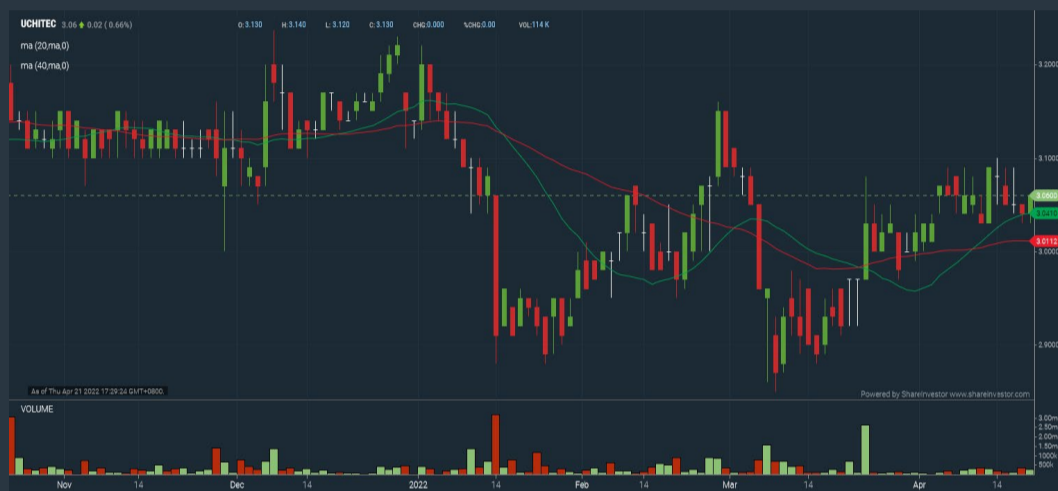 UCHITEC 3.06 0.02 ( 0.66%) O:3.130 H:3.140 L:3.120 C:3.130 CHG:0.000 %CHG:0.00 VOL:114 K
ma (20,ma,0)
ma (40,ma,0)
3.2000
3.1000
3.0600
3.0410
3.0112
3.0000
2.9000
As of Thu Apr 21 2022 17:29:24 GMT+0800.
Powered by ShareInvestor www.shareinvestor.com
VOLUME
3.00m
2.50m
2.00m
1.50m
1000k
500k
Nov 14 Dec 14 2022 14 Feb 14 Mar 14 Apr 14